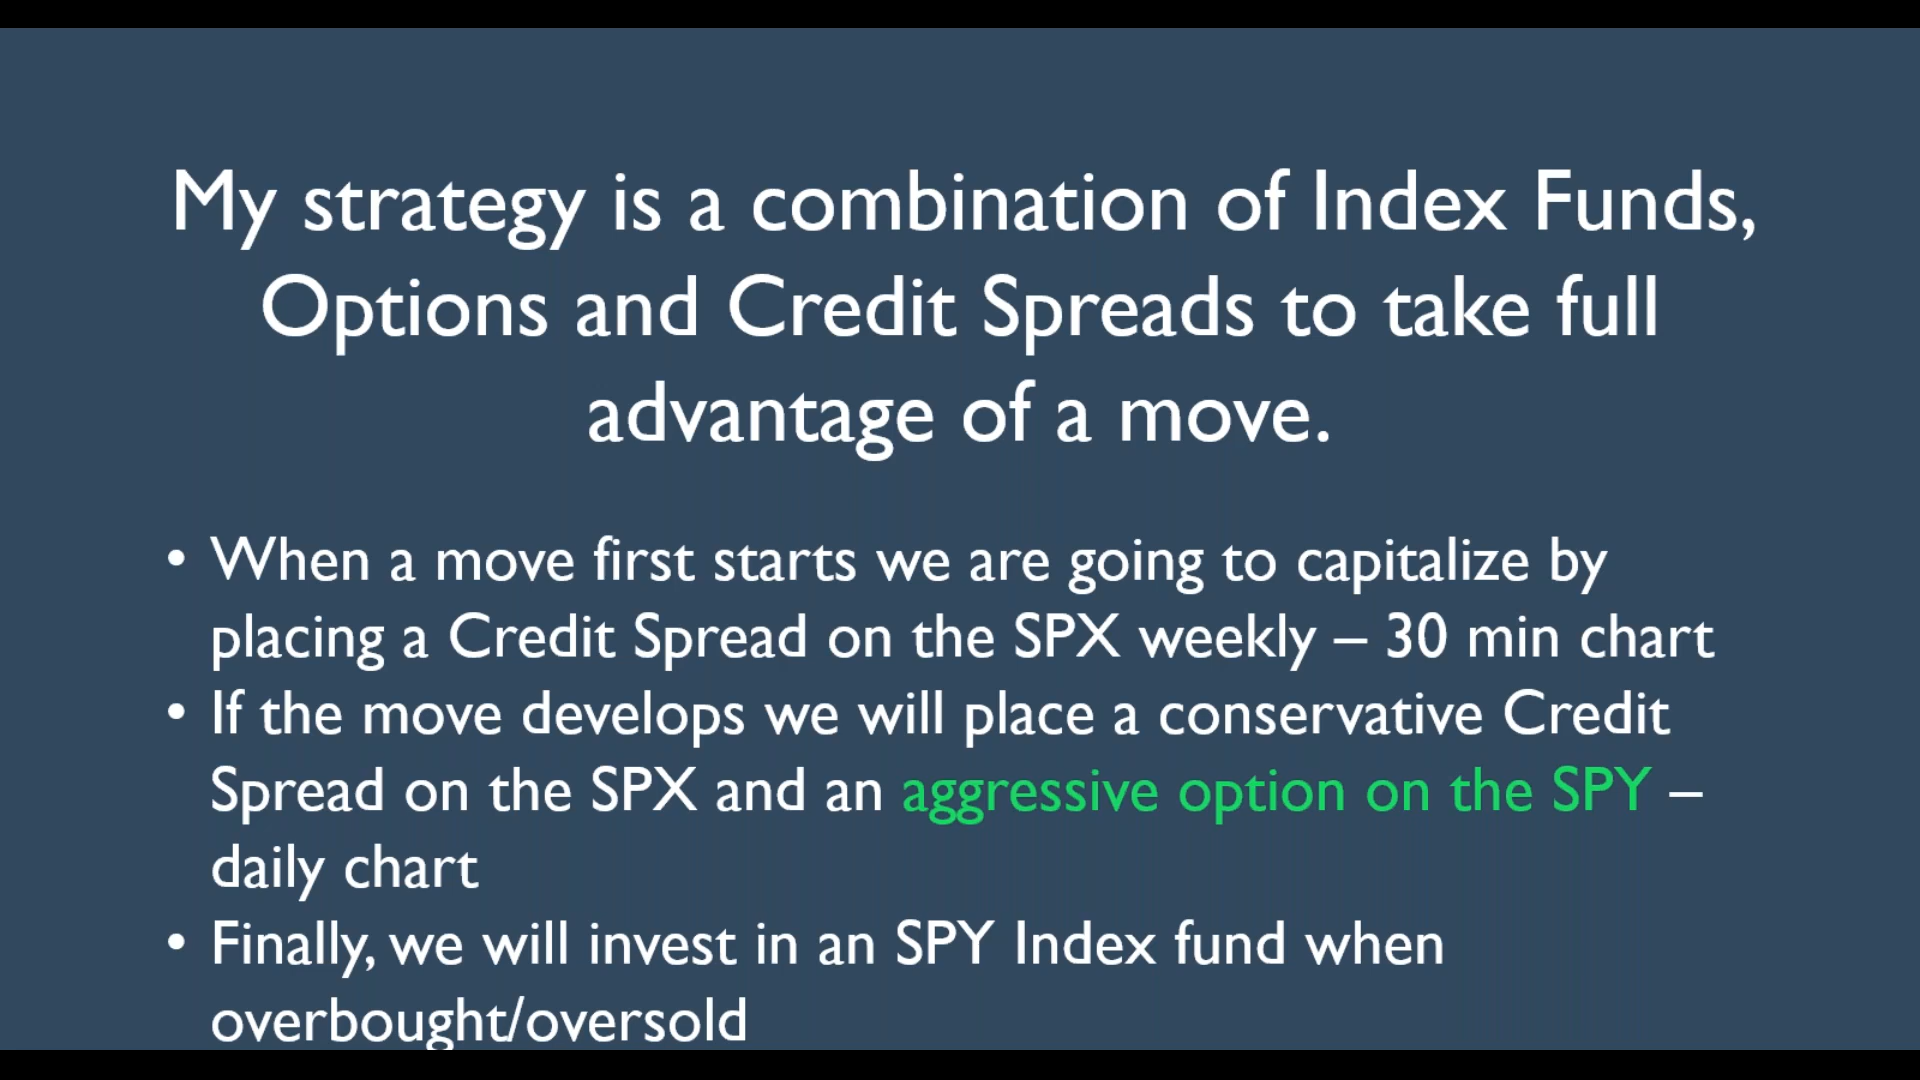 My strategy is a combination of Index Funds,
Options and Credit Spreads to take full
advantage of a move.
• When a move first starts we are going to capitalize by
placing a Credit Spread on the SPX weekly – 30 min chart
• If the move develops we will place a conservative Credit
Spread on the SPX and an aggressive option on the SPY –
daily chart
• Finally, we will invest in an SPY Index fund when
overbought/oversold